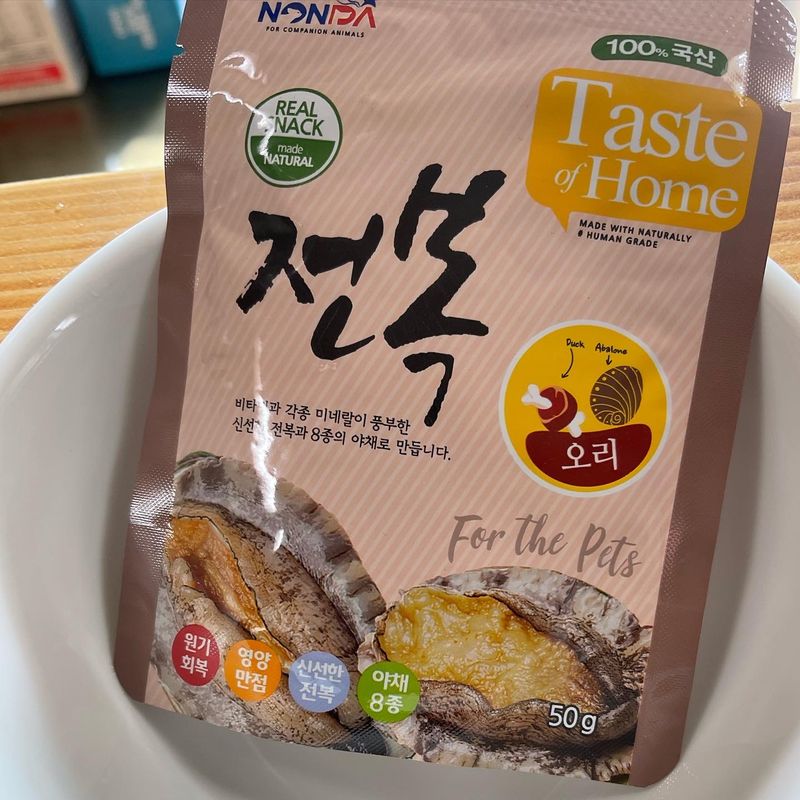 NONDA
FOR COMPANION ANIMALS
100% 국산
REAL
SNACK
made
NATURAL
Taste
of Home
MADE WITH NATURALLY
# HUMAN GRADE
전복
Duck
Abalone
오리
비타민과 각종 미네랄이 풍부한
신선한 전복과 8종의 야채로 만듭니다.
For the Pets
원기
회복
영양
만점
신선한
전복
야채
8종
50g